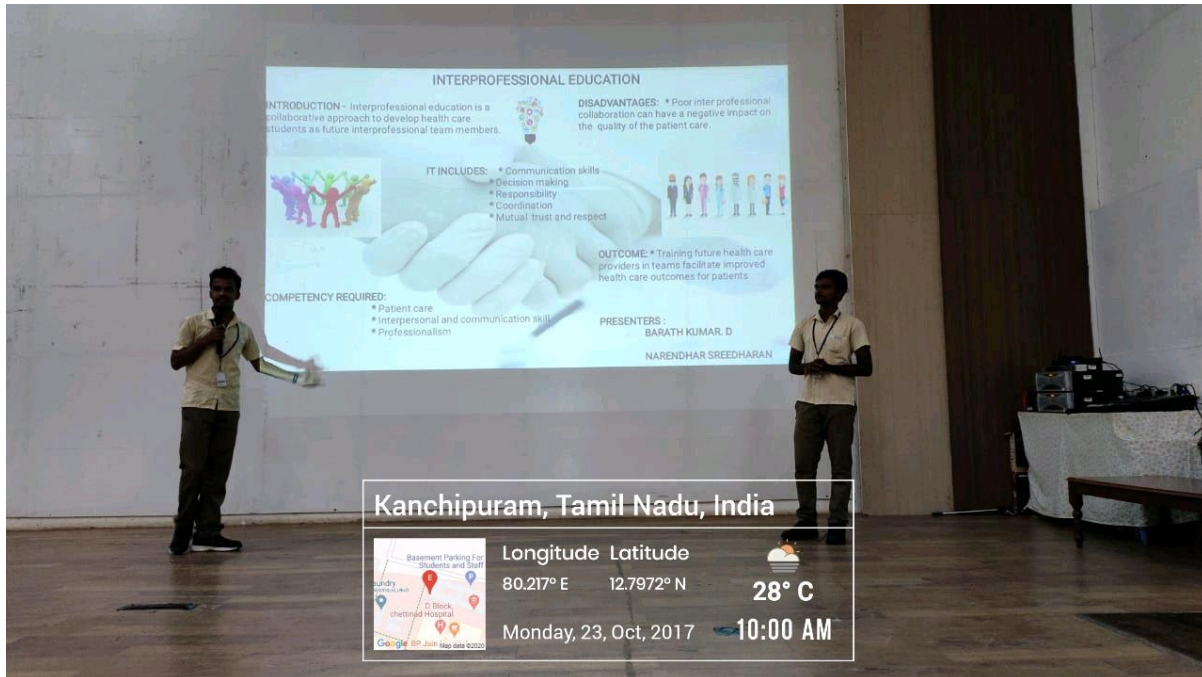 INTERPROFESSIONAL EDUCATION
INTRODUCTION - Interprofessional education is a
collaborative approach to develop health care
students as future interprofessional team members.
DISADVANTAGES: * Poor inter professional
collaboration can have a negative impact on
the quality of the patient care.
IT INCLUDES: * Communication skills
* Decision making
* Responsibility
* Coordination
* Mutual trust and respect
OUTCOME: * Training future health care
providers in teams facilitate improved
health care outcomes for patients
COMPETENCY REQUIRED:
* Patient care
* Interpersonal and communication skill
* Professionalism
PRESENTERS :
BARATH KUMAR. D
NARENDHAR SREEDHARAN
Kanchipuram, Tamil Nadu, India
Basement Parking For
Students and Staff
P
E
D Block,
chettinad Hospital
H
Google
Map data ©2020
Longitude Latitude
80.217° E 12.7972° N
28° C
Monday, 23, Oct, 2017
10:00 AM